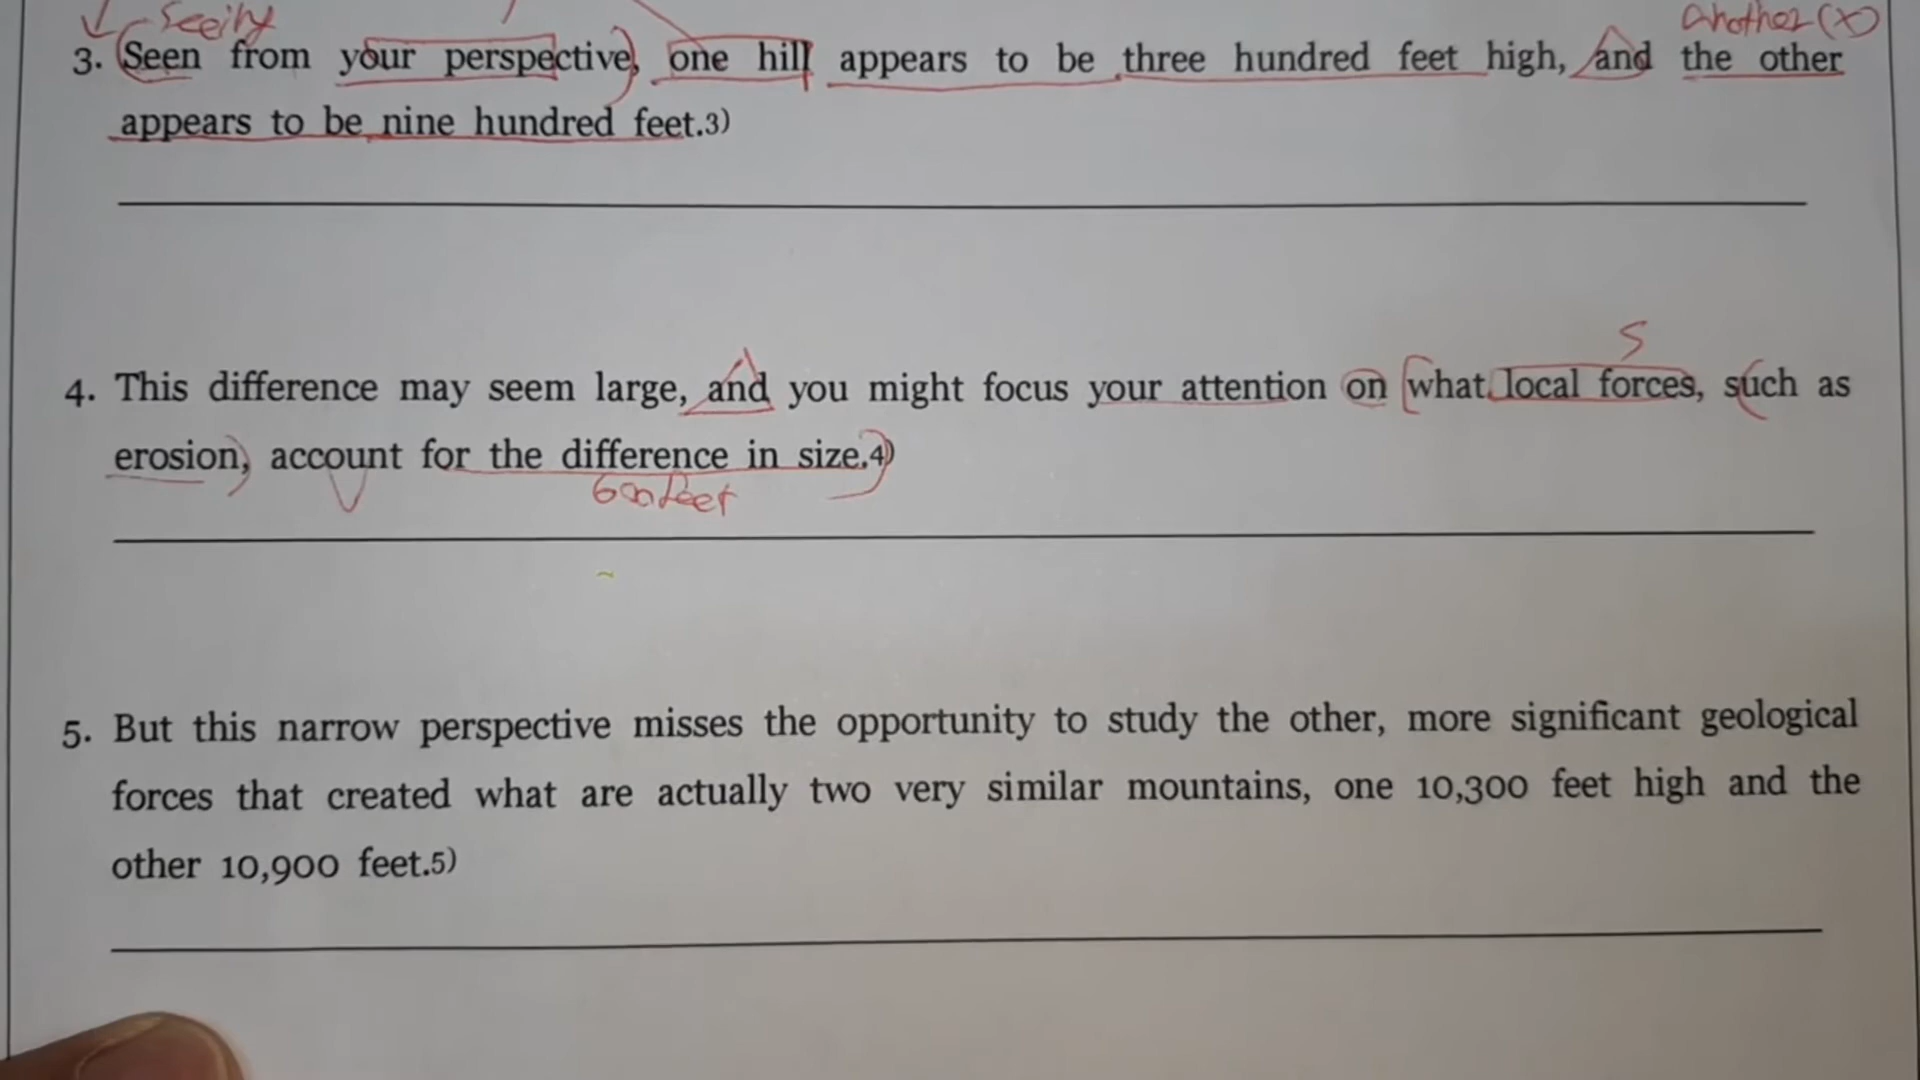 seeing
another (x)
3. Seen from your perspective, one hill appears to be three hundred feet high, and the other
appears to be nine hundred feet.3)
S
4. This difference may seem large, and you might focus your attention on what local forces, such as
erosion, account for the difference in size.4)
V
600 feet
5. But this narrow perspective misses the opportunity to study the other, more significant geological
forces that created what are actually two very similar mountains, one 10,300 feet high and the
other 10,900 feet.5)